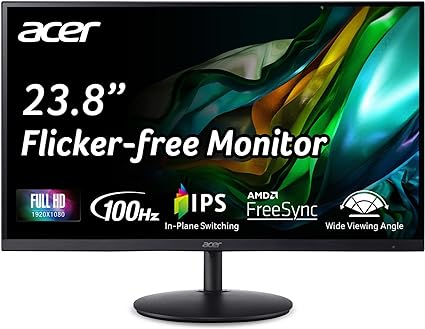 acer
23.8”
Flicker-free Monitor
FULL HD
1920X1080
100Hz
IPS
In-Plane Switching
AMD
FreeSync
Wide Viewing Angle
acer